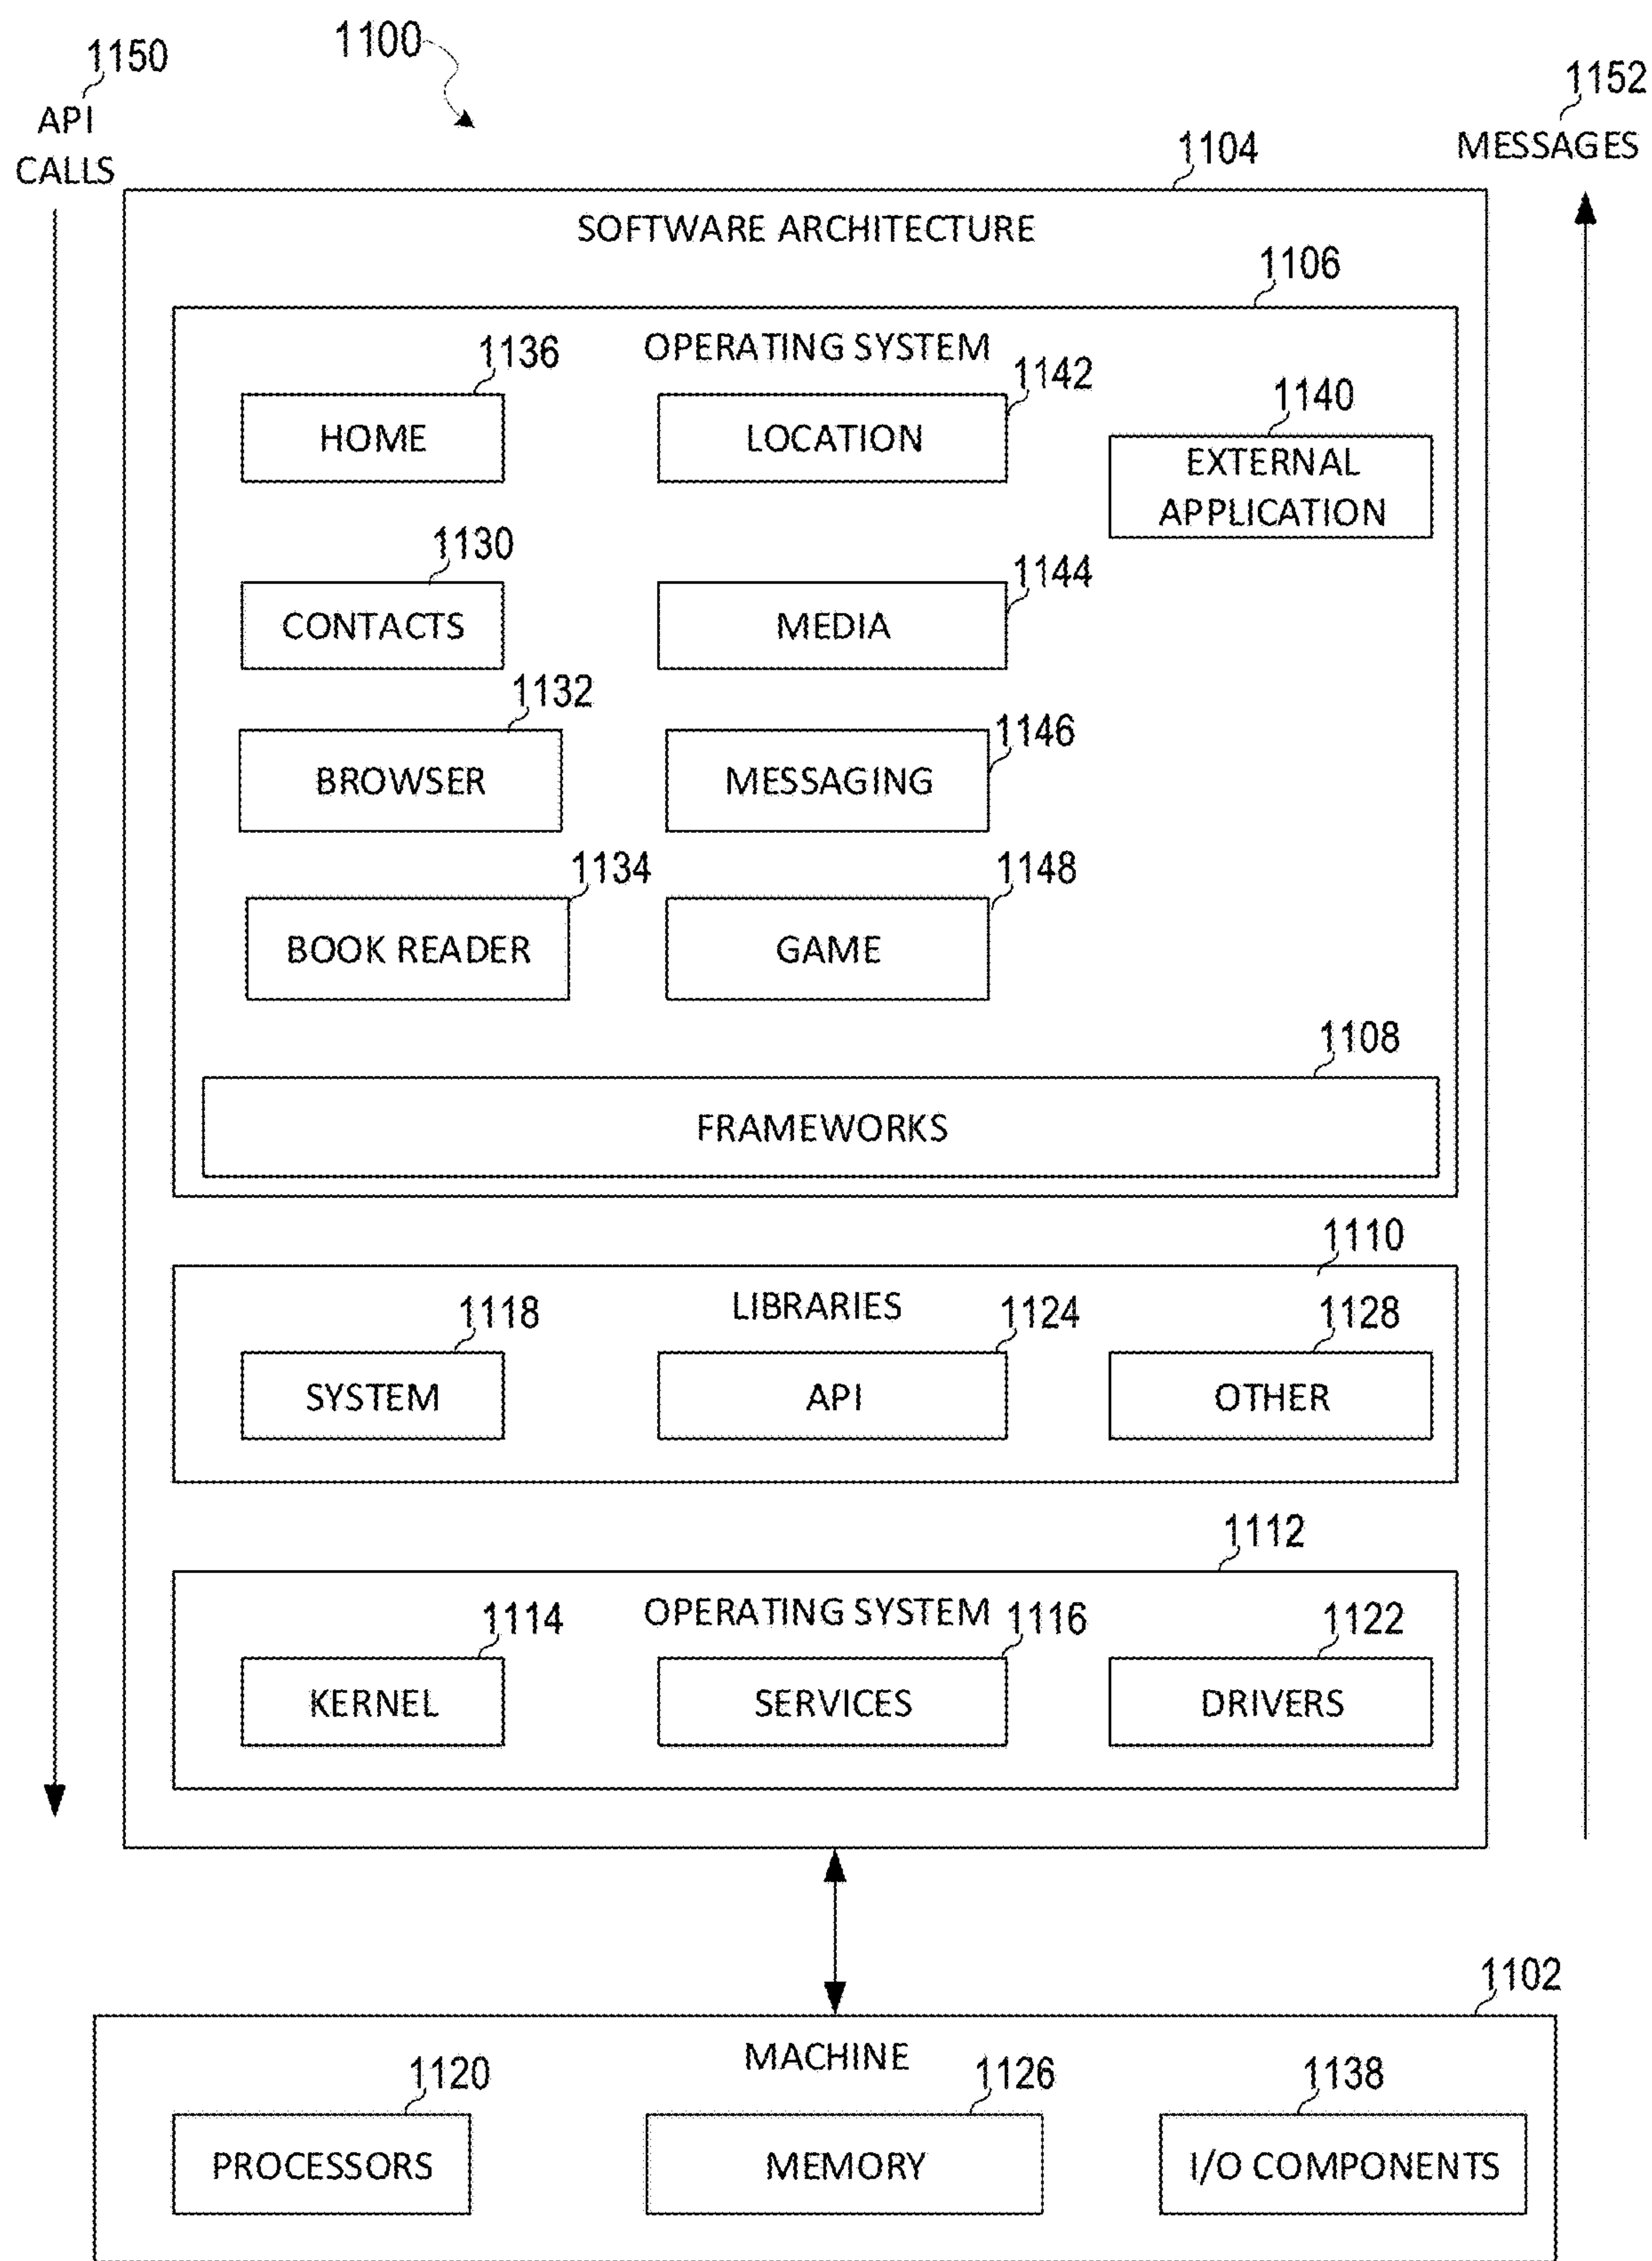 1100
1150
API
CALLS
1152
MESSAGES
1104
SOFTWARE ARCHITECTURE
1106
OPERATING SYSTEM
1136
HOME
1142
LOCATION
1140
EXTERNAL
APPLICATION
1130
CONTACTS
1144
MEDIA
1132
BROWSER
1146
MESSAGING
1134
BOOK READER
1148
GAME
1108
FRAMEWORKS
1110
LIBRARIES
1118
SYSTEM
1124
API
1128
OTHER
1112
OPERATING SYSTEM
1114
KERNEL
1116
SERVICES
1122
DRIVERS
1102
MACHINE
1120
PROCESSORS
1126
MEMORY
1138
I/O COMPONENTS